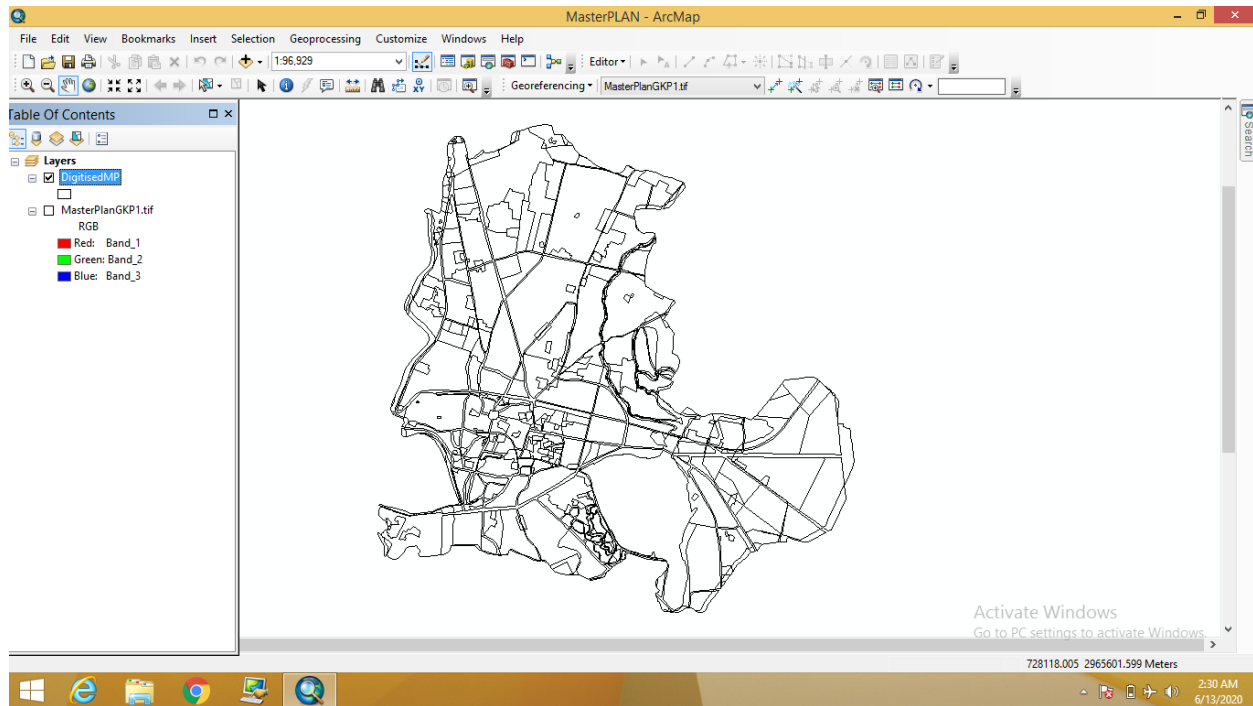 MasterPLAN - ArcMap
File Edit View Bookmarks Insert Selection Geoprocessing Customize Windows Help
1:96,929
Editor
Georeferencing MasterPlanGKP1.tif
Table Of Contents
Search
Layers
DigitisedMP
MasterPlanGKP1.tif
RGB
Red: Band_1
Green: Band_2
Blue: Band_3
Activate Windows
Go to PC settings to activate Windows.
728118.005 2965601.599 Meters
2:30 AM
6/13/2020